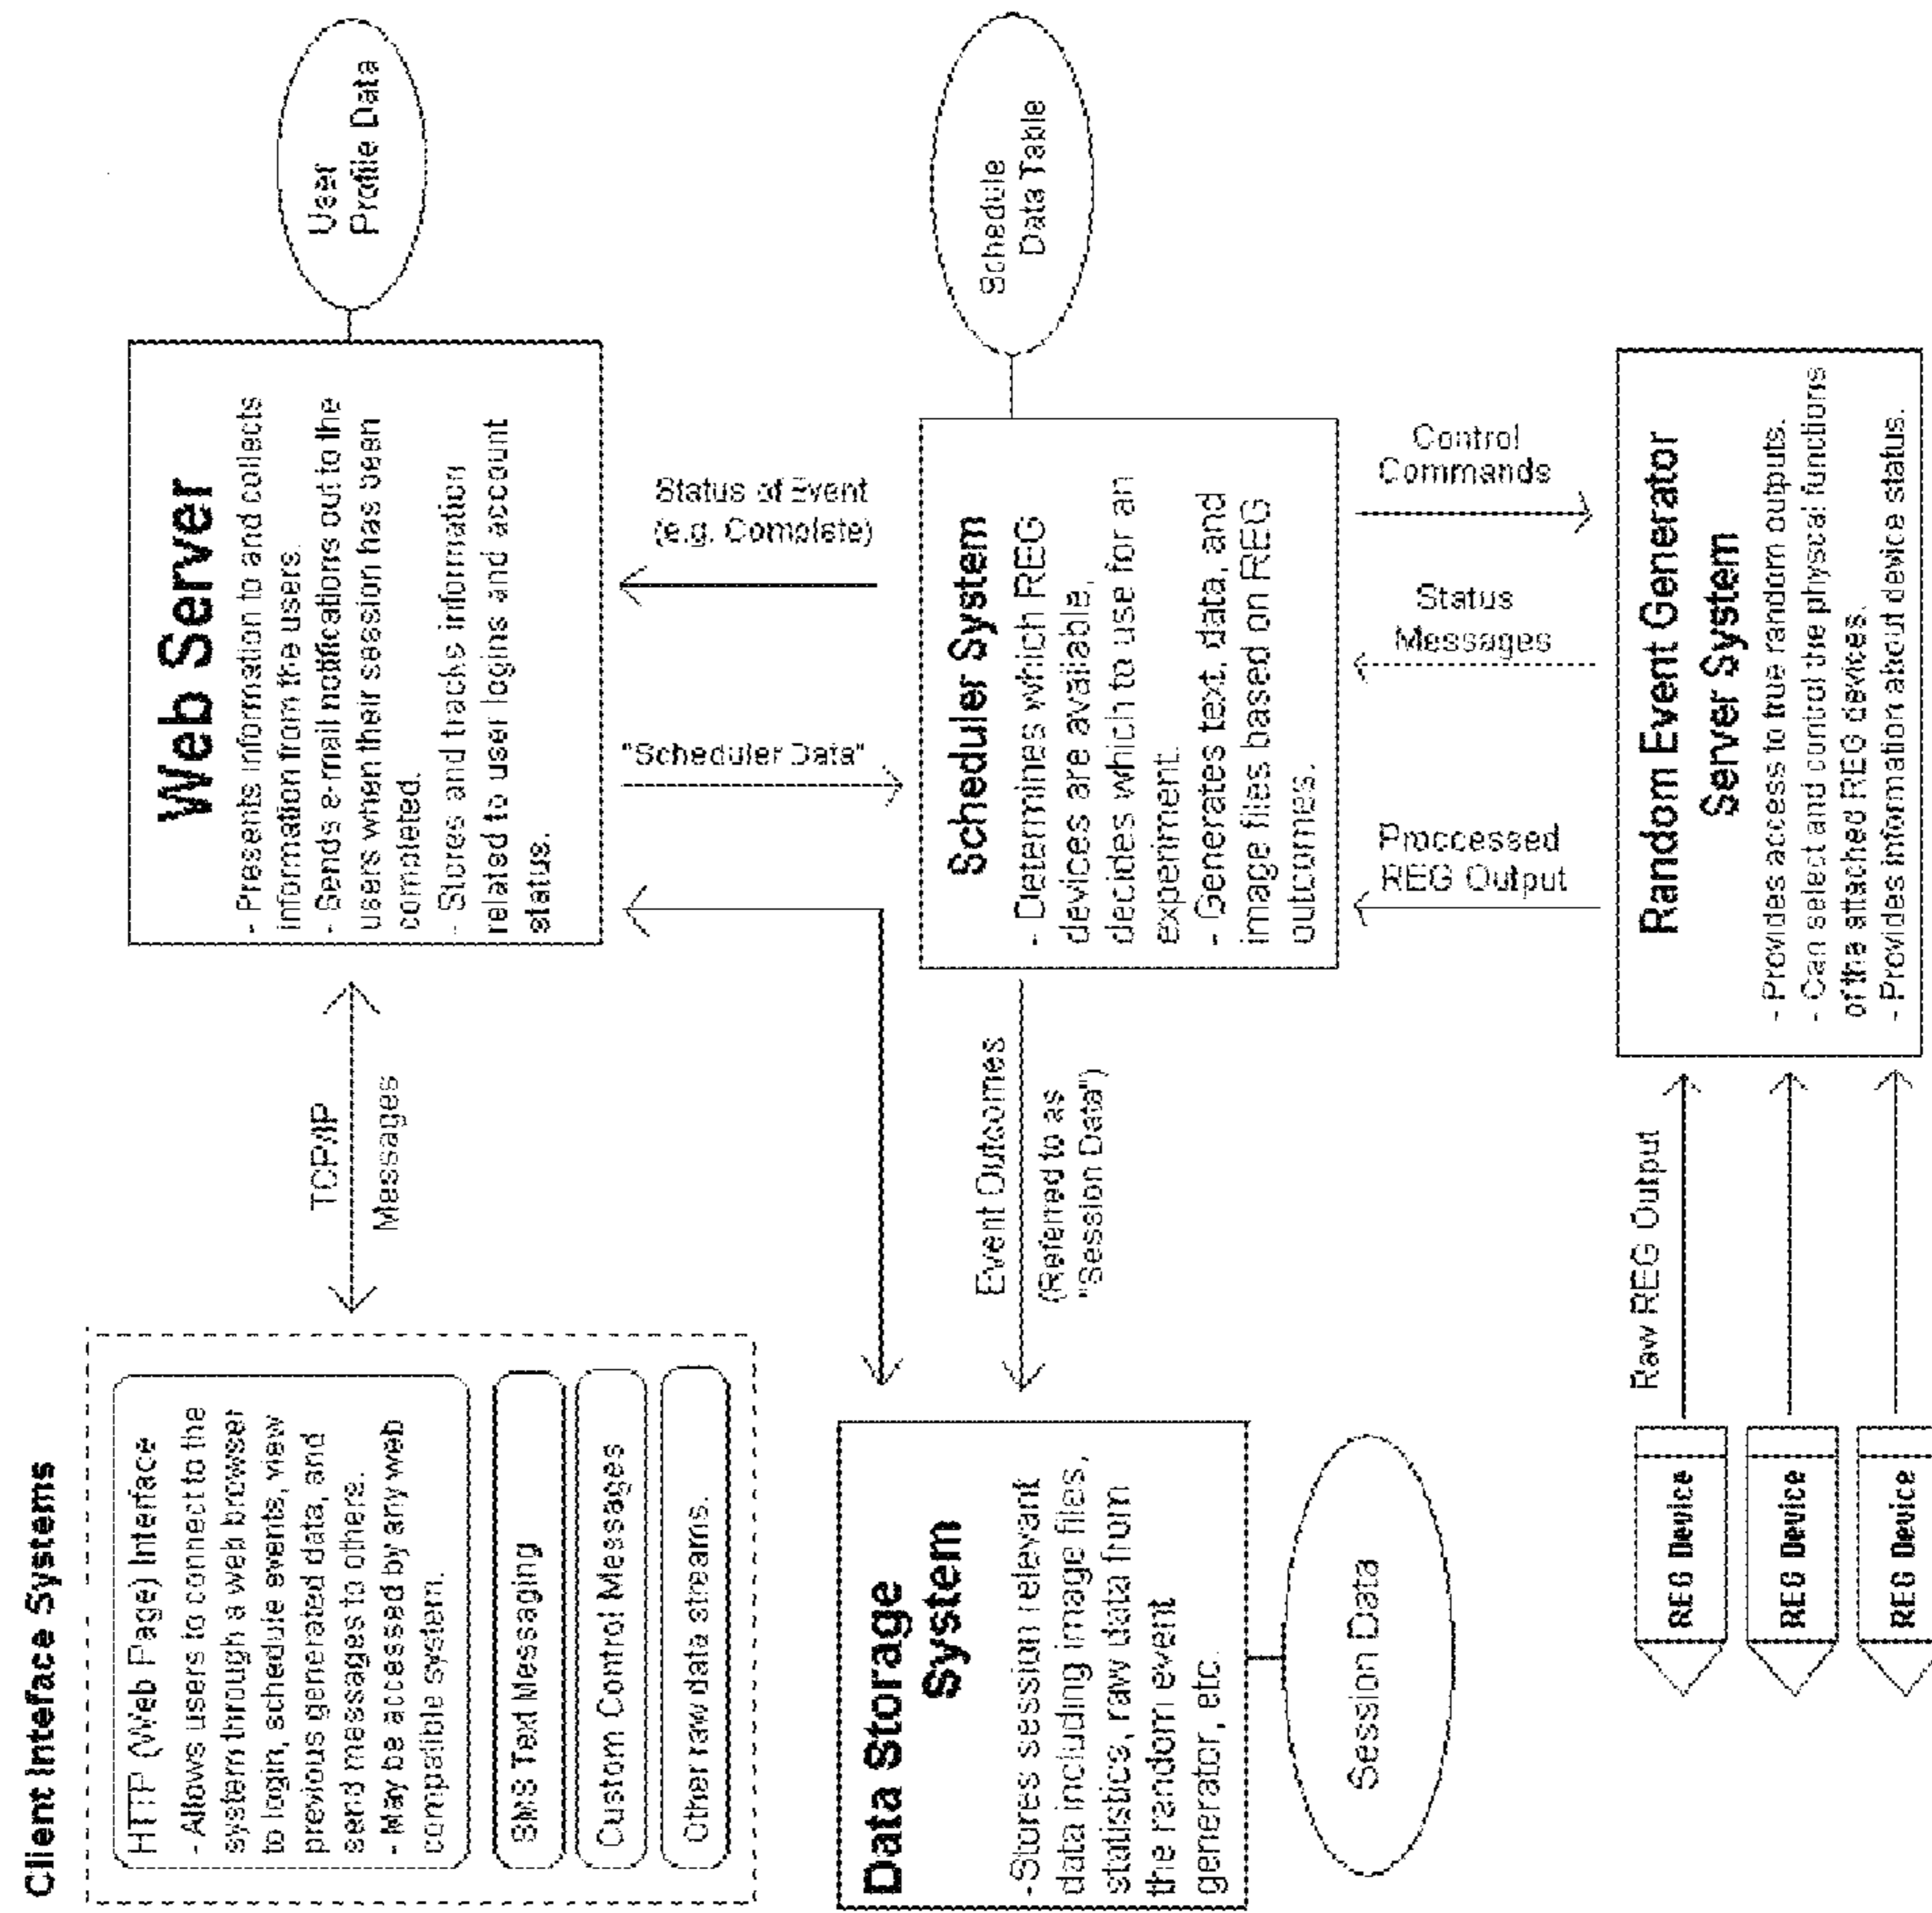 Client Inteface Systems
HTTP (Web Page) Interface
- Allows users to connect to the
system through a web browser
to login, schedule events, view
previous generated data, and
send messages to others.
- May be accessed by any web
compatible system.
SMS Text Messaging
Custom Control Messages
Other raw data streams.
TCP/IP
Messages
Web Server
- Presents information to and collects
information from the users.
- Sends e-mail notifications out to the
users when their session has been
completed.
- Stores and tracks information
related to user logins and account
status.
User
Profile Data
"Scheduler Data"
Status of Event
(e.g. Complete)
Data Storage
System
-Stores session relevant
data including image files,
statistics, raw data from
the random event
generator, etc.
Session Data
Event Outcomes
(Referred to as
"Session Data")
Scheduler System
- Determines which REG
devices are available,
decides which to use for an
experiment.
- Generates text, data, and
image files based on REG
outcomes.
Schedule
Data Table
Proccessed
REG Output
Status
Messages
Control
Commands
REG Device
REG Device
REG Device
Raw REG Output
Random Event Generator
Server System
- Provides access to true random outputs.
- Can select and control the physcal functions
of the attached REG devices.
- Provides information about device status.